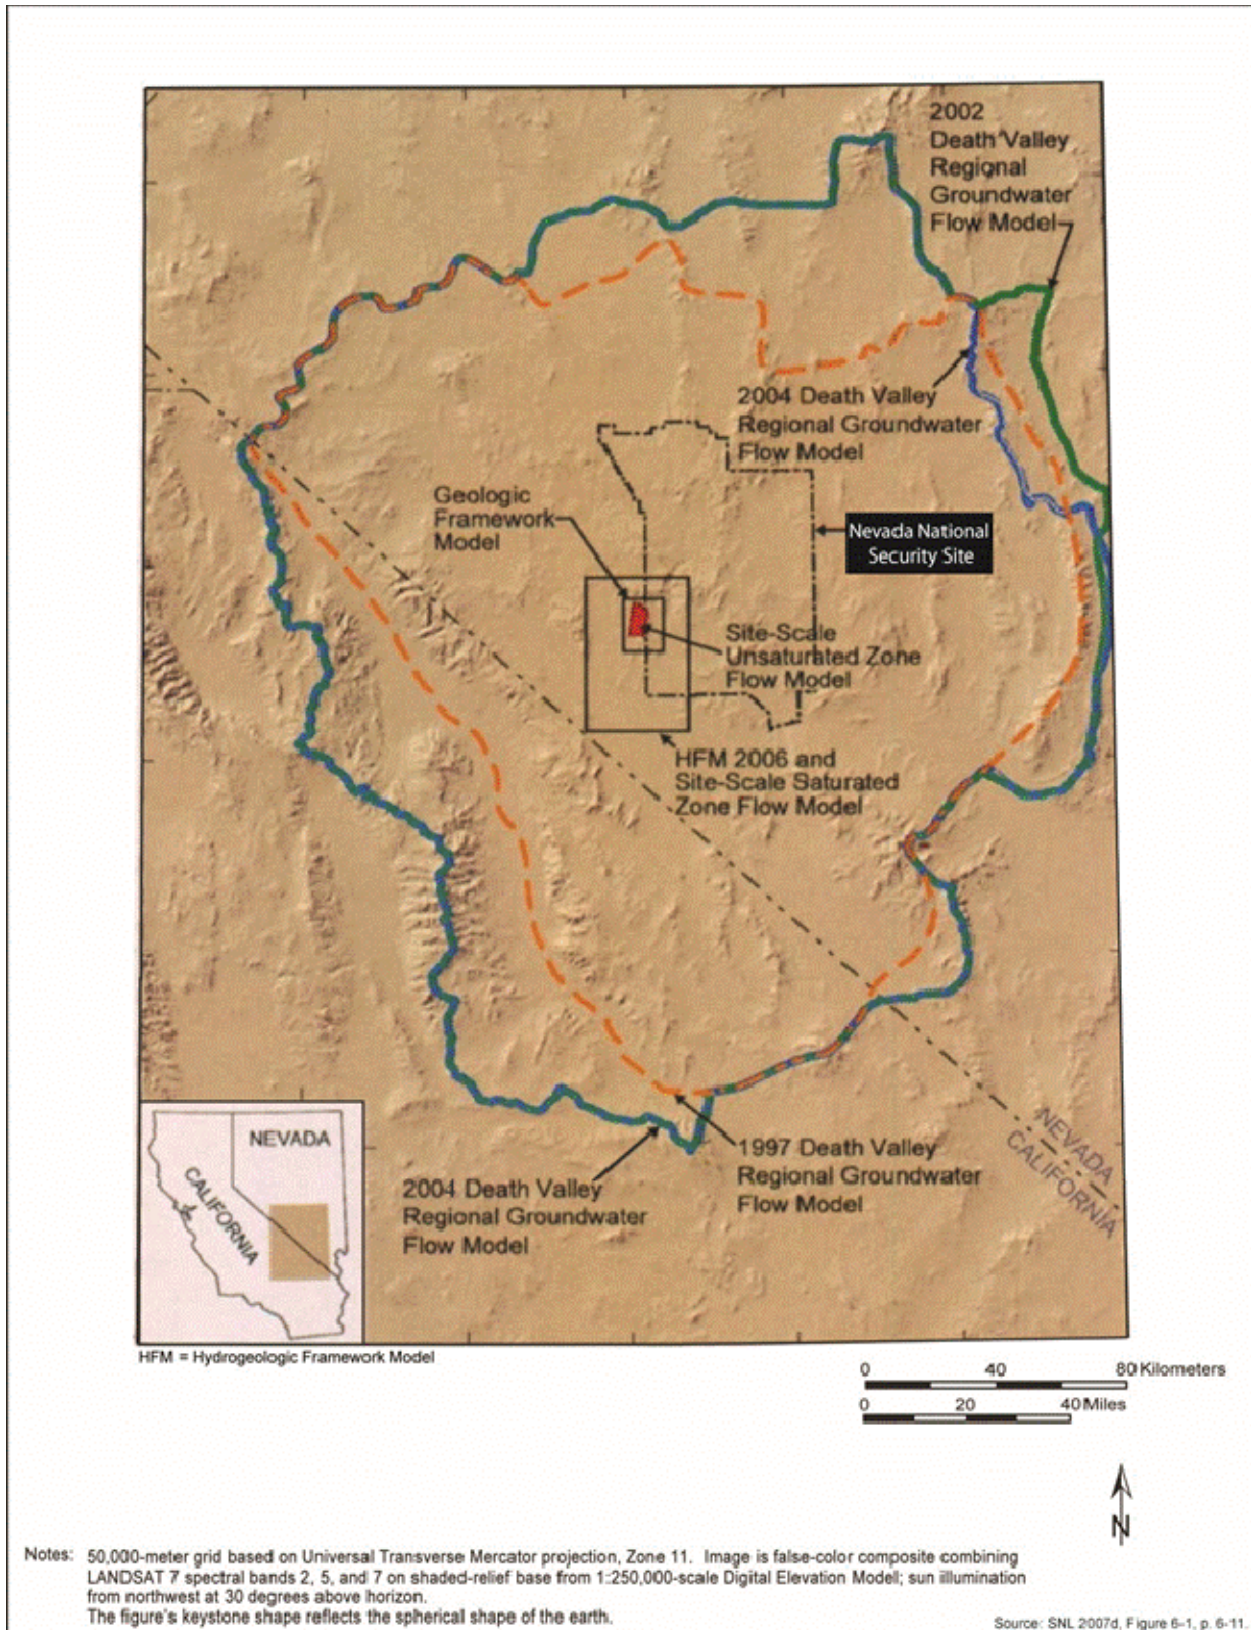 2002
Death Valley
Regional
Groundwater
Flow Model
2004 Death Valley
Regional Groundwater
Flow Model
Geologic
Framework
Model
Nevada National
Security Site
Site-Scale
Unsaturated Zone
Flow Model
HFM 2006 and
Site-Scale Saturated
Zone Flow Model
NEVADA
CALIFORNIA
1997 Death Valley
Regional Groundwater
Flow Model
2004 Death Valley
Regional Groundwater
Flow Model
NEVADA
CALIFORNIA
HFM = Hydrogeologic Framework Model
0 40 80 Kilometers
0 20 40 Miles
N
Notes: 50,000-meter grid based on Universal Transverse Mercator projection, Zone 11. Image is false-color composite combining
LANDSAT 7 spectral bands 2, 5, and 7 on shaded-relief base from 1:250,000-scale Digital Elevation Model; sun illumination
from northwest at 30 degrees above horizon.
The figure's keystone shape reflects the spherical shape of the earth.
Source: SNL 2007d, Figure 6-1, p. 6-11.